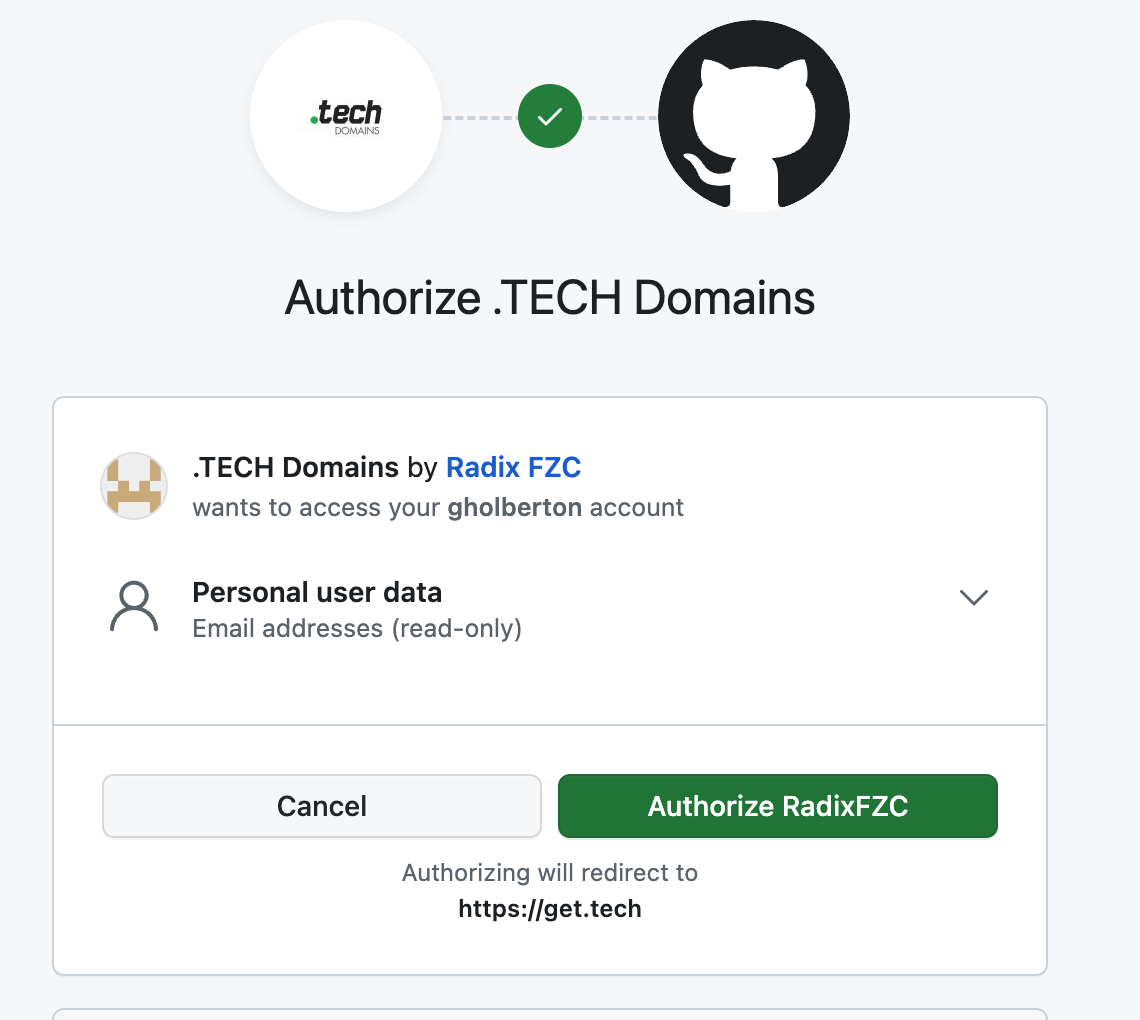 .tech
DOMAINS
Authorize .TECH Domains
.TECH Domains by Radix FZC
wants to access your gholberton account
Personal user data
Email addresses (read-only)
Cancel
Authorize RadixFZC
Authorizing will redirect to
https://get.tech